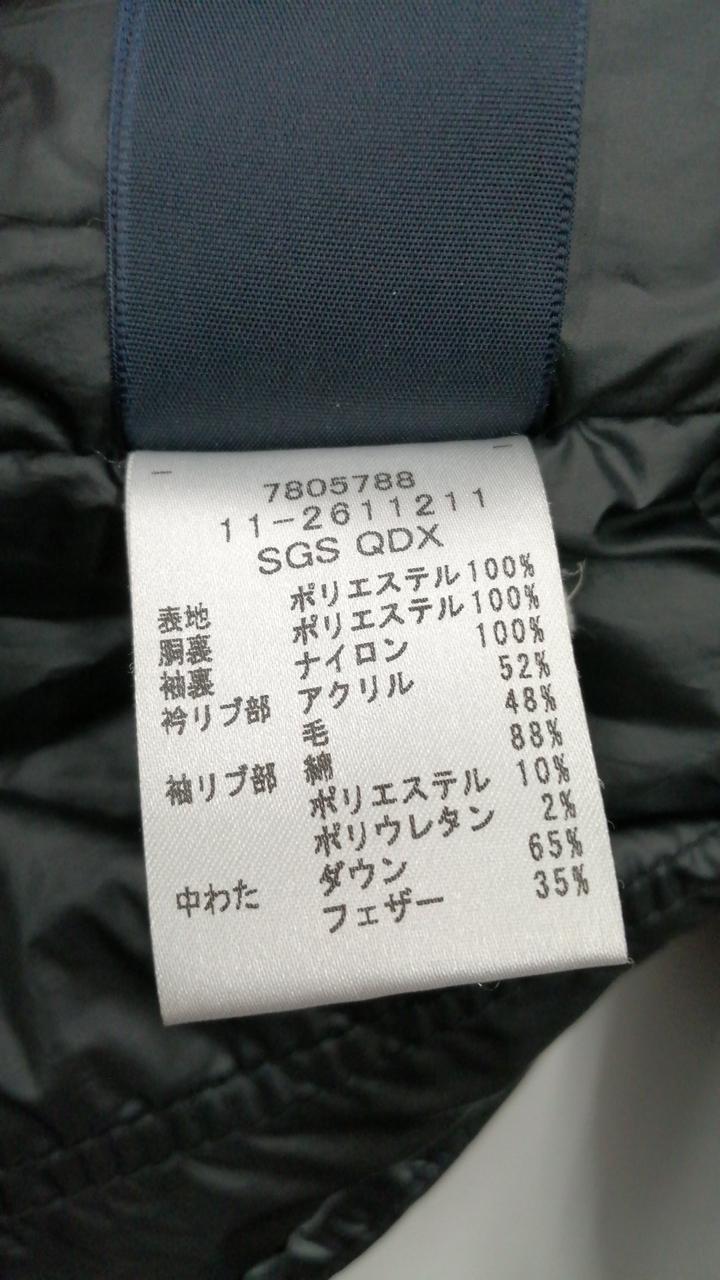 7805788
11-2611211
SGS QDX
表地 ポリエステル100%
胴裏 ポリエステル100%
袖裏 ナイロン 100%
衿リブ部 アクリル 52%
毛 48%
袖リブ部 綿 88%
ポリエステル 10%
ポリウレタン 2%
中わた ダウン 65%
フェザー 35%